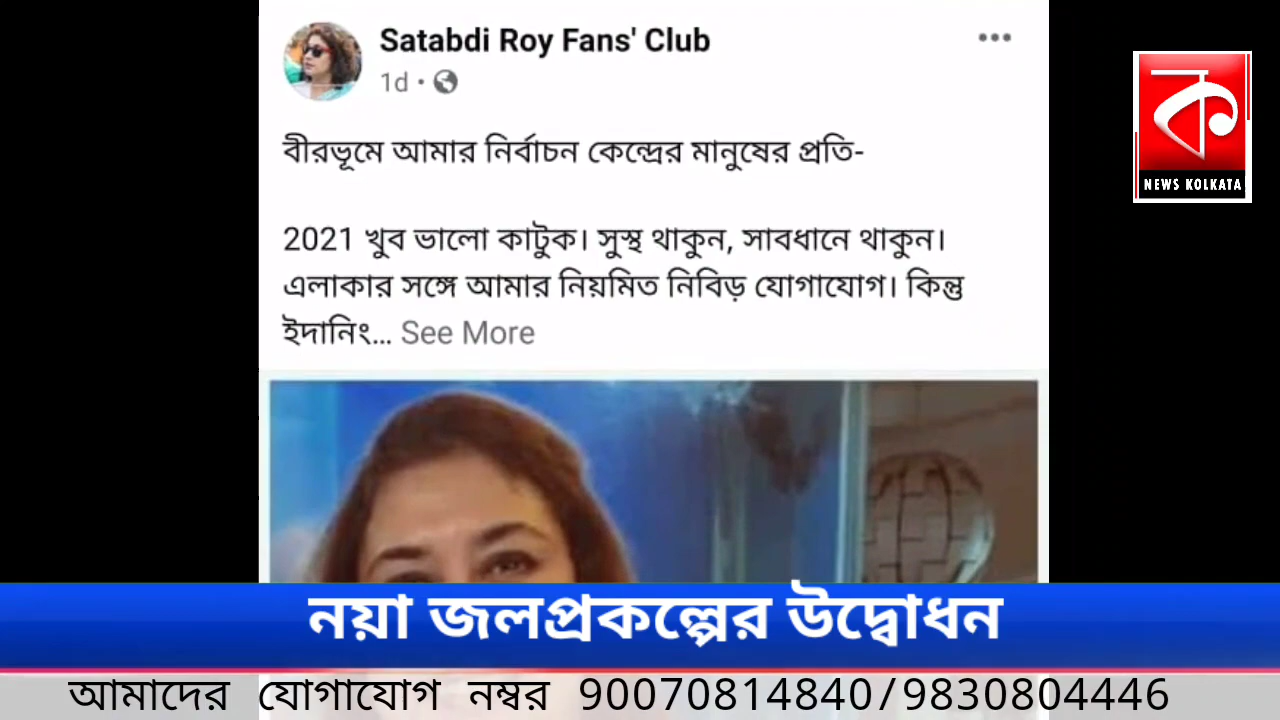 Satabdi Roy Fans' Club
1d
বীরভূমে আমার নির্বাচন কেন্দ্রের মানুষের প্রতি-
2021 খুব ভালো কাটুক। সুস্থ থাকুন, সাবধানে থাকুন।
এলাকার সঙ্গে আমার নিয়মিত নিবিড় যোগাযোগ। কিন্তু
ইদানিং... See More
ক
NEWS KOLKATA
নয়া জলপ্রকল্পের উদ্বোধন
আমাদের যোগাযোগ নম্বর 90070814840/9830804446